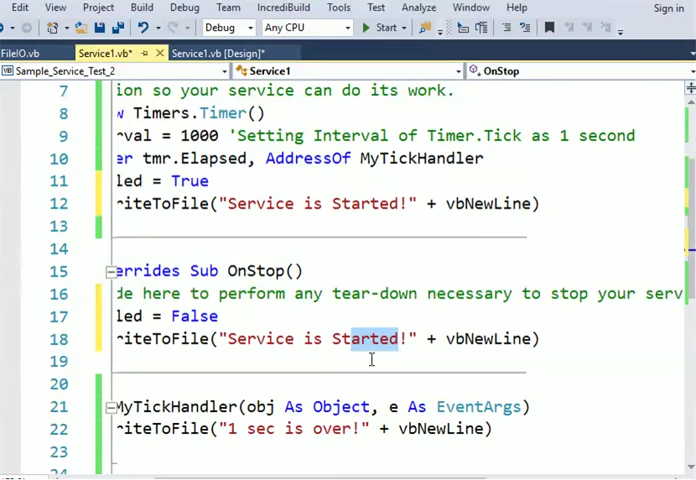 Edit View Project Build Debug Team IncrediBuild Tools Test Analyze Window Help Sign in
Debug Any CPU Start
FileIO.vb Service1.vb* Service1.vb [Design]*
Sample_Service_Test_2 Service1 OnStop
7 ion so your service can do its work.
8 w Timers.Timer()
9 rval = 1000 'Setting Interval of Timer.Tick as 1 second
10 er tmr.Elapsed, AddressOf MyTickHandler
11 led = True
12 riteToFile("Service is Started!" + vbNewLine)
13
14
15 errides Sub OnStop()
16 de here to perform any tear-down necessary to stop your serv
17 led = False
18 riteToFile("Service is Started!" + vbNewLine)
19
20
21 MyTickHandler(obj As Object, e As EventArgs)
22 riteToFile("1 sec is over!" + vbNewLine)
23